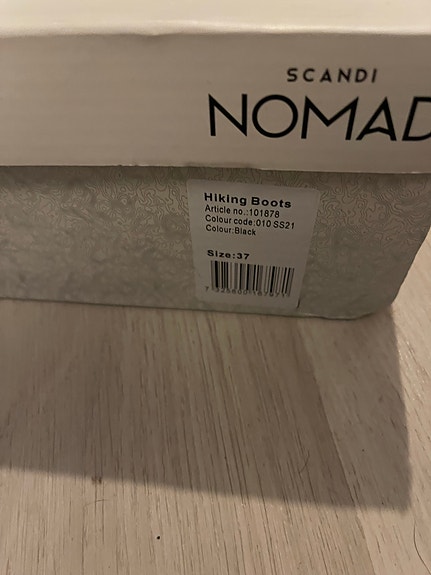 SCANDI
NOMAD
Hiking Boots
Article no.:101878
Colour code:010 SS21
Colour:Black
Size:37